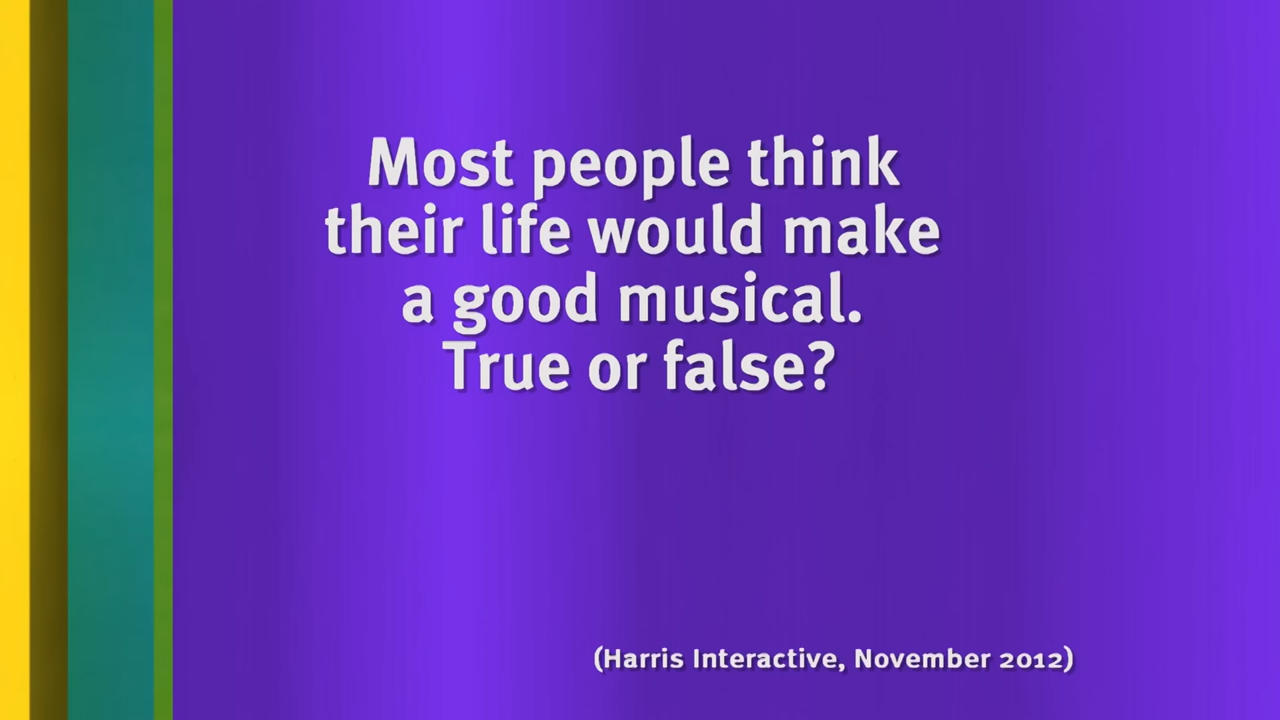 Most people think
their life would make
a good musical.
True or false?
(Harris Interactive, November 2012)